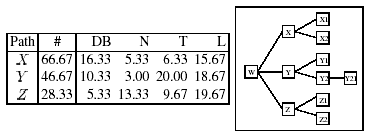 Path # DB N T L
X 66.67 16.33 5.33 6.33 15.67
Y 46.67 10.33 3.00 20.00 18.67
Z 28.33 5.33 13.33 9.67 19.67
X1
X
X2
Y1
W Y
Y2 Y21
Z1
Z
Z2